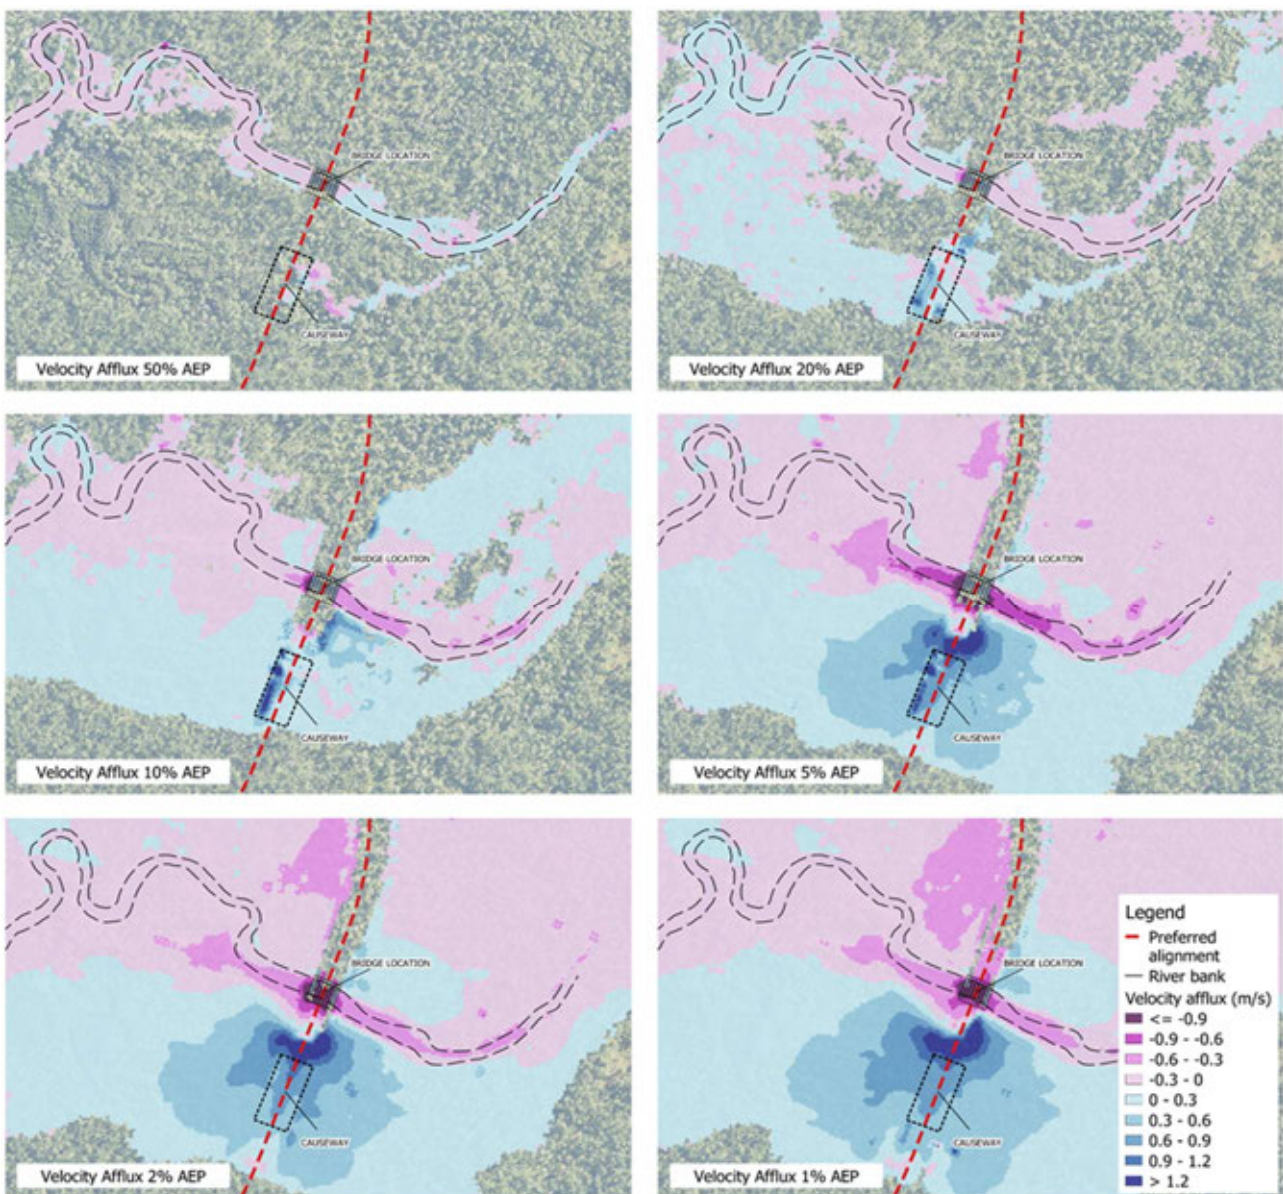 BRIDGE LOCATION
CAUSEWAY
Velocity Afflux 50% AEP
BRIDGE LOCATION
CAUSEWAY
Velocity Afflux 20% AEP
BRIDGE LOCATION
CAUSEWAY
Velocity Afflux 10% AEP
BRIDGE LOCATION
CAUSEWAY
Velocity Afflux 5% AEP
BRIDGE LOCATION
CAUSEWAY
Velocity Afflux 2% AEP
BRIDGE LOCATION
CAUSEWAY
Velocity Afflux 1% AEP
Legend
Preferred
alignment
River bank
Velocity afflux (m/s)
<= -0.9
-0.9 - -0.6
-0.6 - -0.3
-0.3 - 0
0 - 0.3
0.3 - 0.6
0.6 - 0.9
0.9 - 1.2
> 1.2